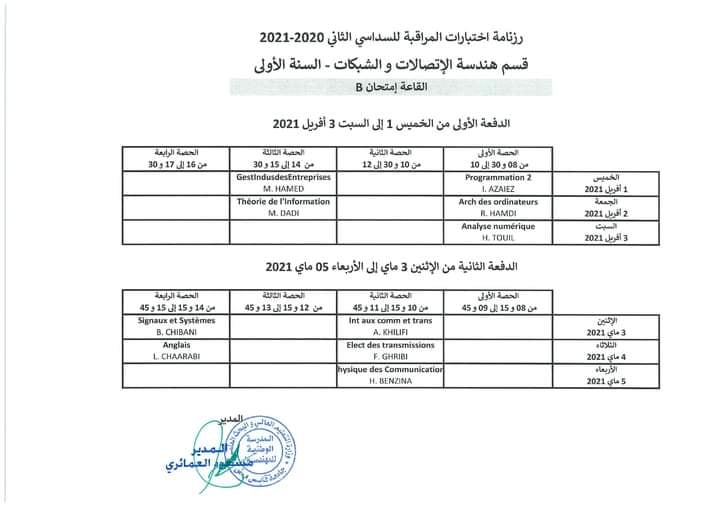 رزنامة اختبارات المراقبة للسداسي الثاني 2020-2021
قسم هندسة الإتصالات و الشبكات - السنة الأولى
القاعة إمتحان B
الدفعة الأولى من الخميس 1 إلى السبت 3 أفريل 2021
الحصة الأولى الحصة الثانية الحصة الثالثة الحصة الرابعة
من 08 و 30 إلى 10 من 10 و 30 إلى 12 من 14 إلى 15 و 30 من 16 إلى 17 و 30
الخميس Programmation 2 GestIndusdesEntreprises
1 أفريل 2021 I. AZAIEZ M. HAMED
الجمعة Arch des ordinateurs Théorie de l'Information
2 أفريل 2021 R. HAMDI M. DADI
السبت Analyse numérique
3 أفريل 2021 H. TOUIL
الدفعة الثانية من الإثنين 3 ماي إلى الأربعاء 05 ماي 2021
الحصة الأولى الحصة الثانية الحصة الثالثة الحصة الرابعة
من 08 و 15 إلى 09 و 45 من 10 و 15 إلى 11 و 45 من 12 و 15 إلى 13 و 45 من 14 و 15 إلى 15 و 45
الإثنين Int aux comm et trans Signaux et Systèmes
3 ماي 2021 A. KHILIFI B. CHIBANI
الثلاثاء Elect des transmissions Anglais
4 ماي 2021 F. GHRIBI L. CHAARABI
الأربعاء hysique des Communication
5 ماي 2021 H. BENZINA
المدير
المدرسة
الوطنية
للمهندسين
المدير
مسعود العمائري